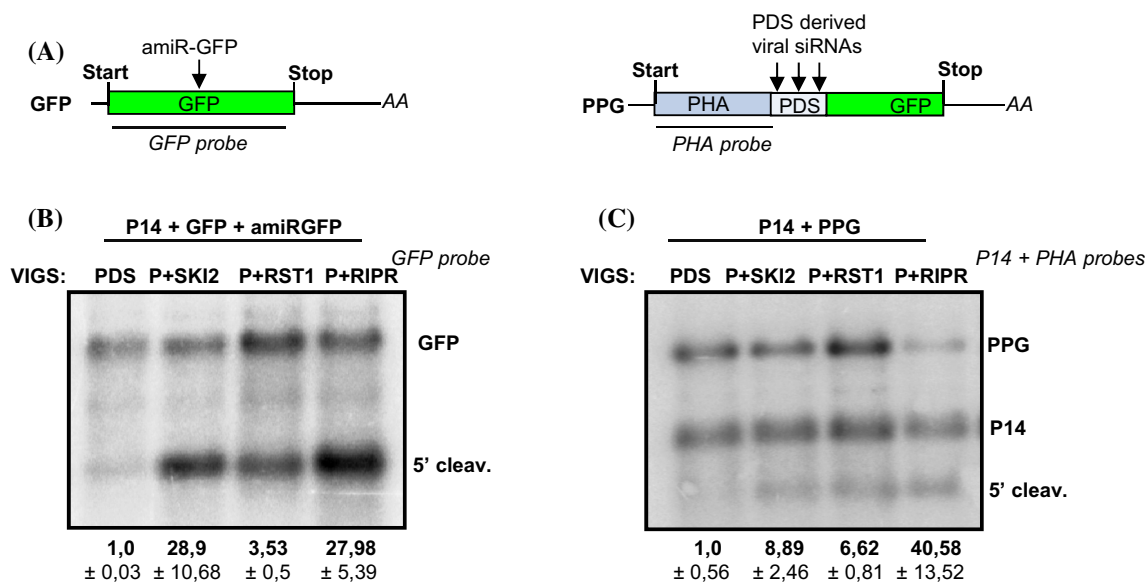 (A)
amiR-GFP
Start
Stop
GFP
GFP
AA
GFP probe
PDS derived
viral siRNAs
Start
Stop
PPG
PHA
PDS
GFP
AA
PHA probe
(B)
P14 + GFP + amiRGFP
GFP probe
VIGS: PDS P+SKI2 P+RST1 P+RIPR
GFP
5' cleav.
1,0 28,9 3,53 27,98
± 0,03 ± 10,68 ± 0,5 ± 5,39
(C)
P14 + PPG
P14 + PHA probes
VIGS: PDS P+SKI2 P+RST1 P+RIPR
PPG
P14
5' cleav.
1,0 8,89 6,62 40,58
± 0,56 ± 2,46 ± 0,81 ± 13,52